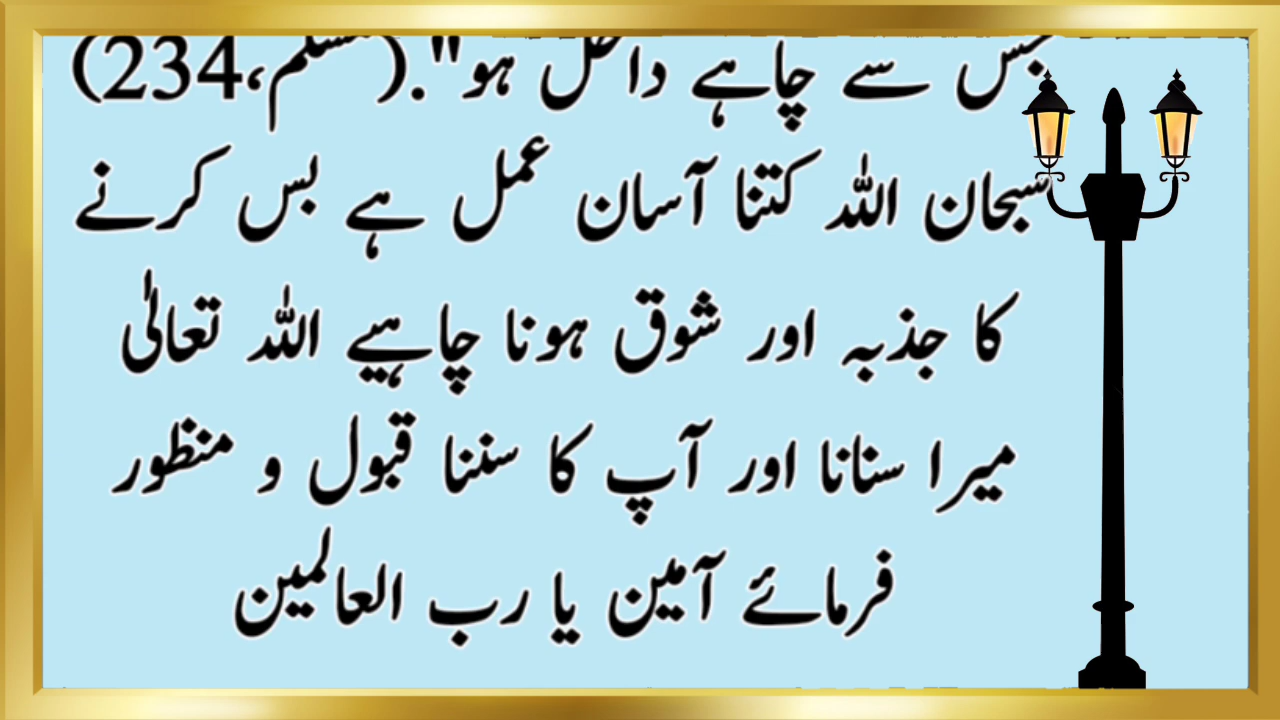 جس سے چاہے داخل ہو".(مسلم،234)
سبحان اللہ کتنا آسان عمل ہے بس کرنے
کا جذبہ اور شوق ہونا چاہیے اللہ تعالٰی
میرا سنانا اور آپ کا سننا قبول و منظور
فرمائے آمین یا رب العالمین